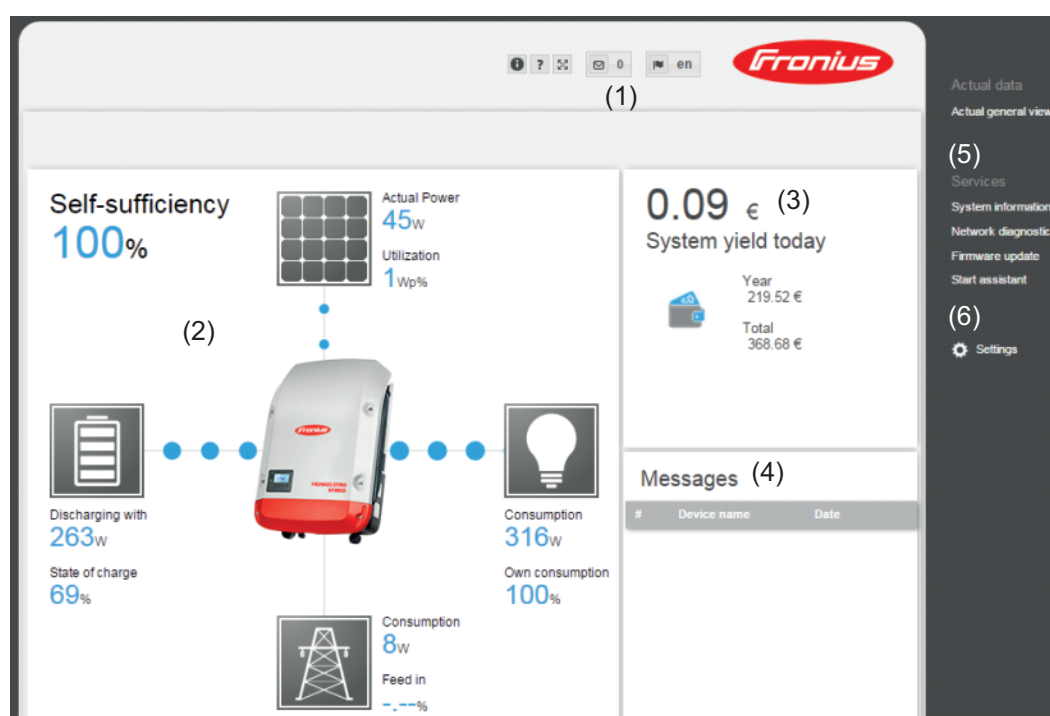 0
en
Fronius
(1)
Actual data
Actual general view
(5)
Services
System information
Network diagnostic
Firmware update
Start assistant
(6)
Settings
Self-sufficiency
100%
Actual Power
45W
Utilization
1Wp%
(2)
Fronius
FRONIUS SYMO
HYBRID
Discharging with
263W
State of charge
69%
Consumption
316W
Own consumption
100%
Consumption
8W
Feed in
-.--%
0.09 € (3)
System yield today
Year
219.52 €
Total
368.68 €
Messages (4)
# Device name Date